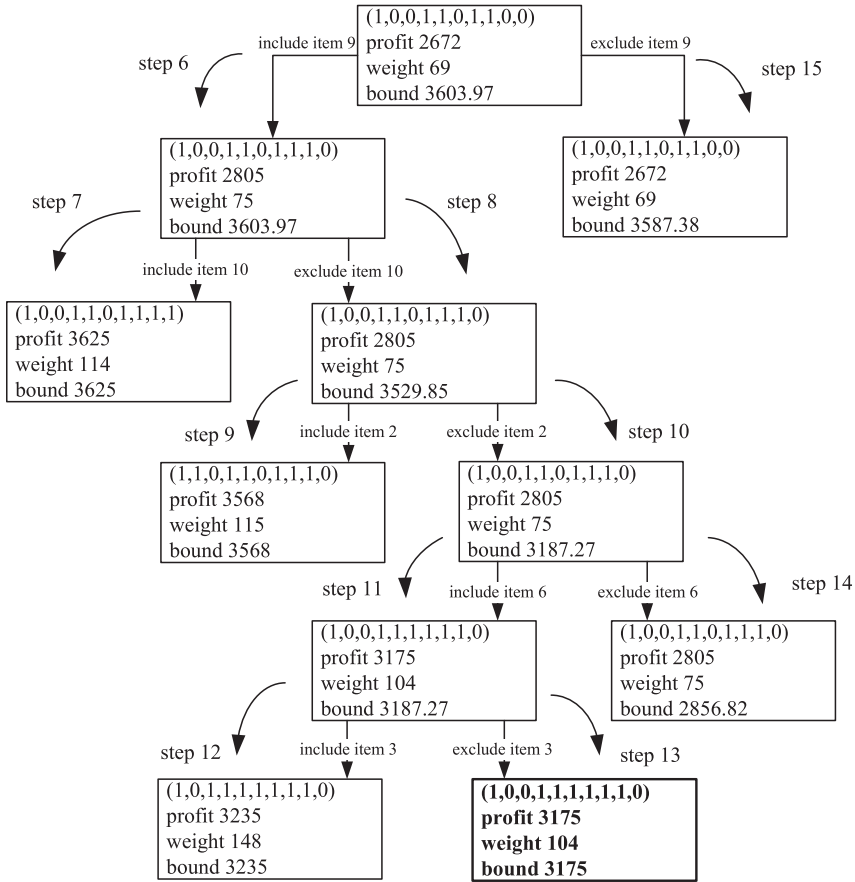 (1,0,0,1,1,0,1,1,0,0)
profit 2672
weight 69
bound 3603.97
include item 9
exclude item 9
step 6
step 15
(1,0,0,1,1,0,1,1,1,0)
profit 2805
weight 75
bound 3603.97
(1,0,0,1,1,0,1,1,0,0)
profit 2672
weight 69
bound 3587.38
step 7
step 8
include item 10
exclude item 10
(1,0,0,1,1,0,1,1,1,1)
profit 3625
weight 114
bound 3625
(1,0,0,1,1,0,1,1,1,0)
profit 2805
weight 75
bound 3529.85
step 9
include item 2
exclude item 2
step 10
(1,1,0,1,1,0,1,1,1,0)
profit 3568
weight 115
bound 3568
(1,0,0,1,1,0,1,1,1,0)
profit 2805
weight 75
bound 3187.27
step 11
include item 6
exclude item 6
step 14
(1,0,0,1,1,1,1,1,1,0)
profit 3175
weight 104
bound 3187.27
(1,0,0,1,1,0,1,1,1,0)
profit 2805
weight 75
bound 2856.82
step 12
include item 3
exclude item 3
step 13
(1,0,1,1,1,1,1,1,1,0)
profit 3235
weight 148
bound 3235
(1,0,0,1,1,1,1,1,1,0)
profit 3175
weight 104
bound 3175